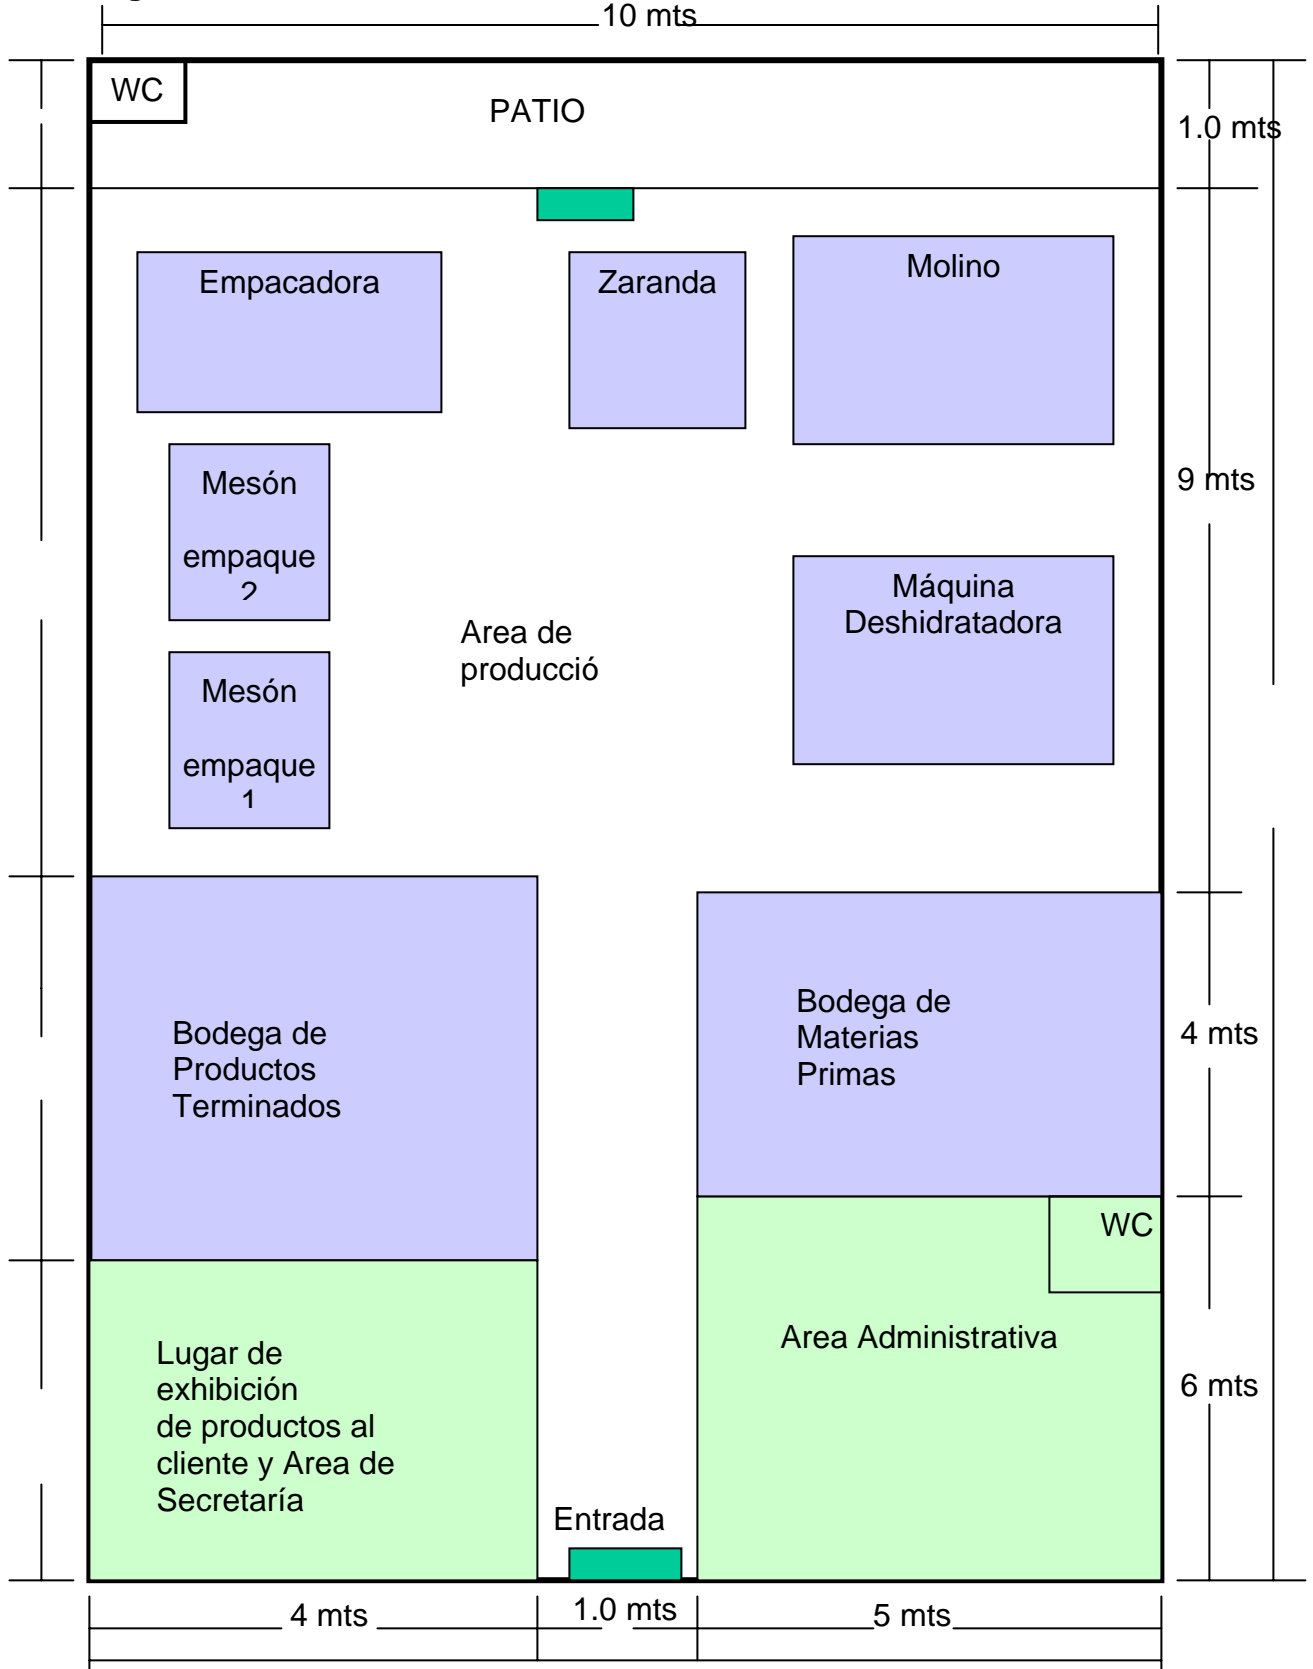 10 mts
WC
PATIO
1.0 mts
Empacadora
Zaranda
Molino
Mesón
empaque
2
9 mts
Máquina
Deshidratadora
Area de
producció
Mesón
empaque
1
Bodega de
Productos
Terminados
Bodega de
Materias
Primas
4 mts
WC
Area Administrativa
Lugar de
exhibición
de productos al
cliente y Area de
Secretaría
6 mts
Entrada
4 mts
1.0 mts
5 mts